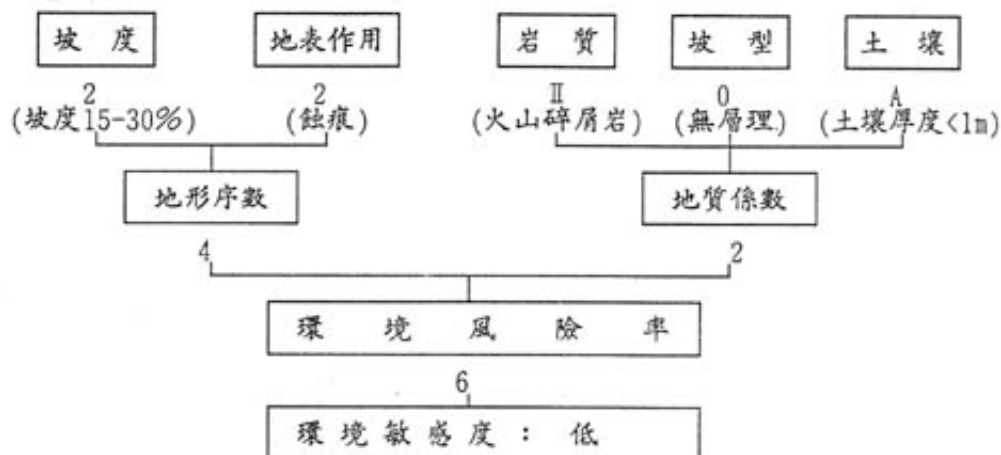 坡度 地表作用 岩質 坡型 土壤
2 2 Ⅱ 0 A
(坡度15-30%) (蝕痕) (火山碎屑岩) (無層理) (土壤厚度<1m)
地形序數 地質係數
4 2
環境風險率
6
環境敏感度：低